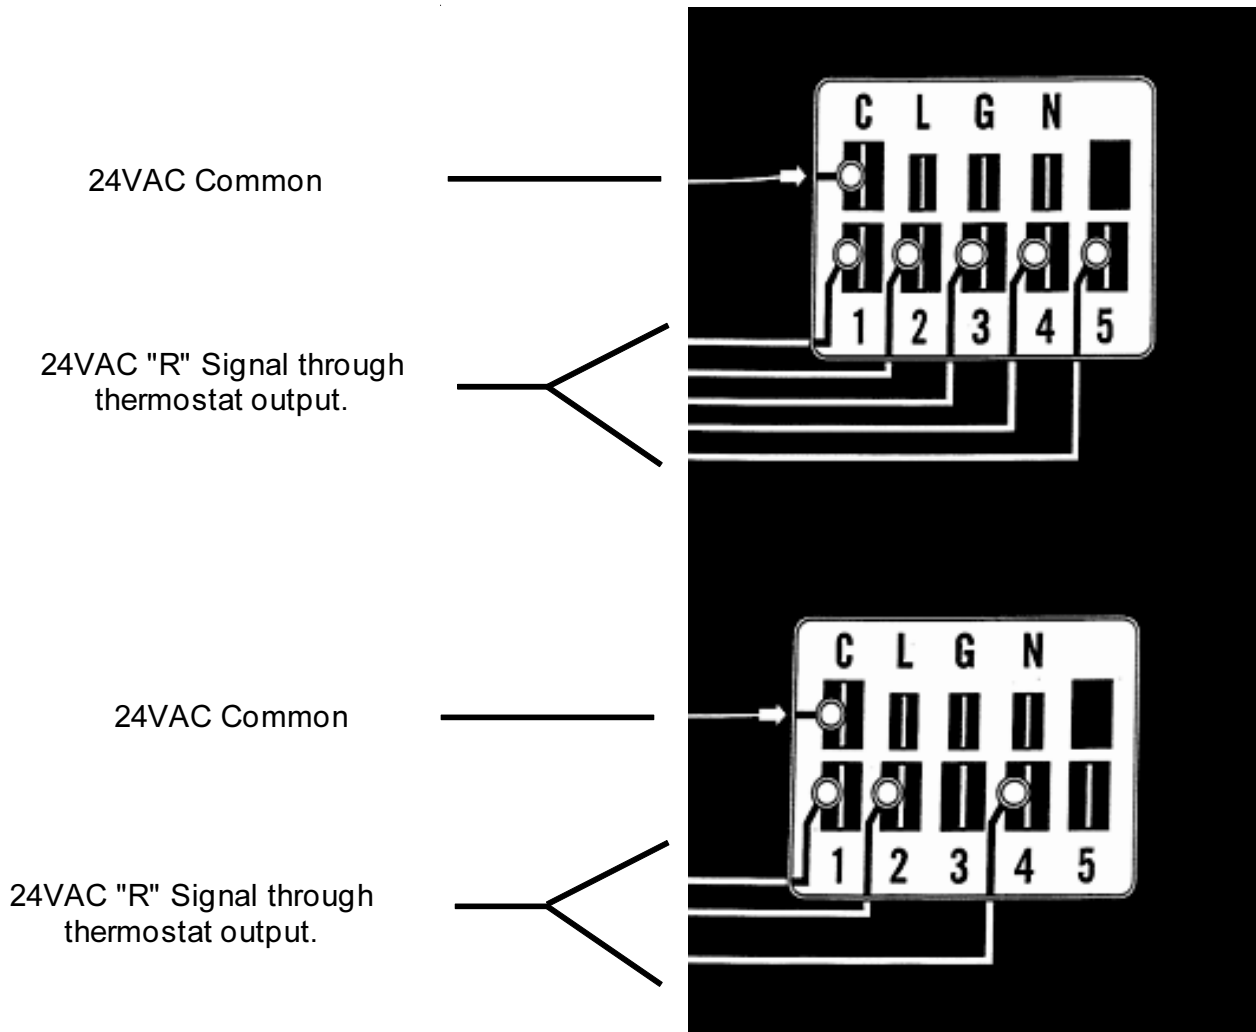 C L G N
24VAC Common
1 2 3 4 5
24VAC "R" Signal through
thermostat output.
C L G N
24VAC Common
1 2 3 4 5
24VAC "R" Signal through
thermostat output.